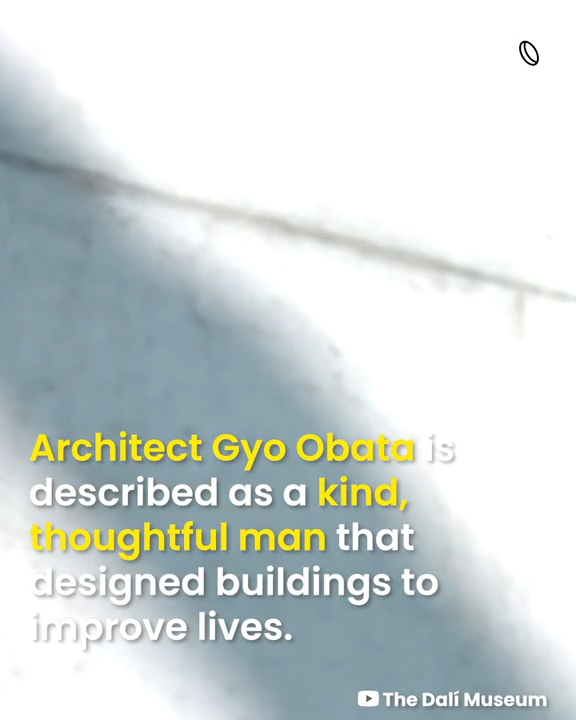 Architect Gyo Obata is
described as a kind,
thoughtful man that
designed buildings to
improve lives.
The Dalí Museum